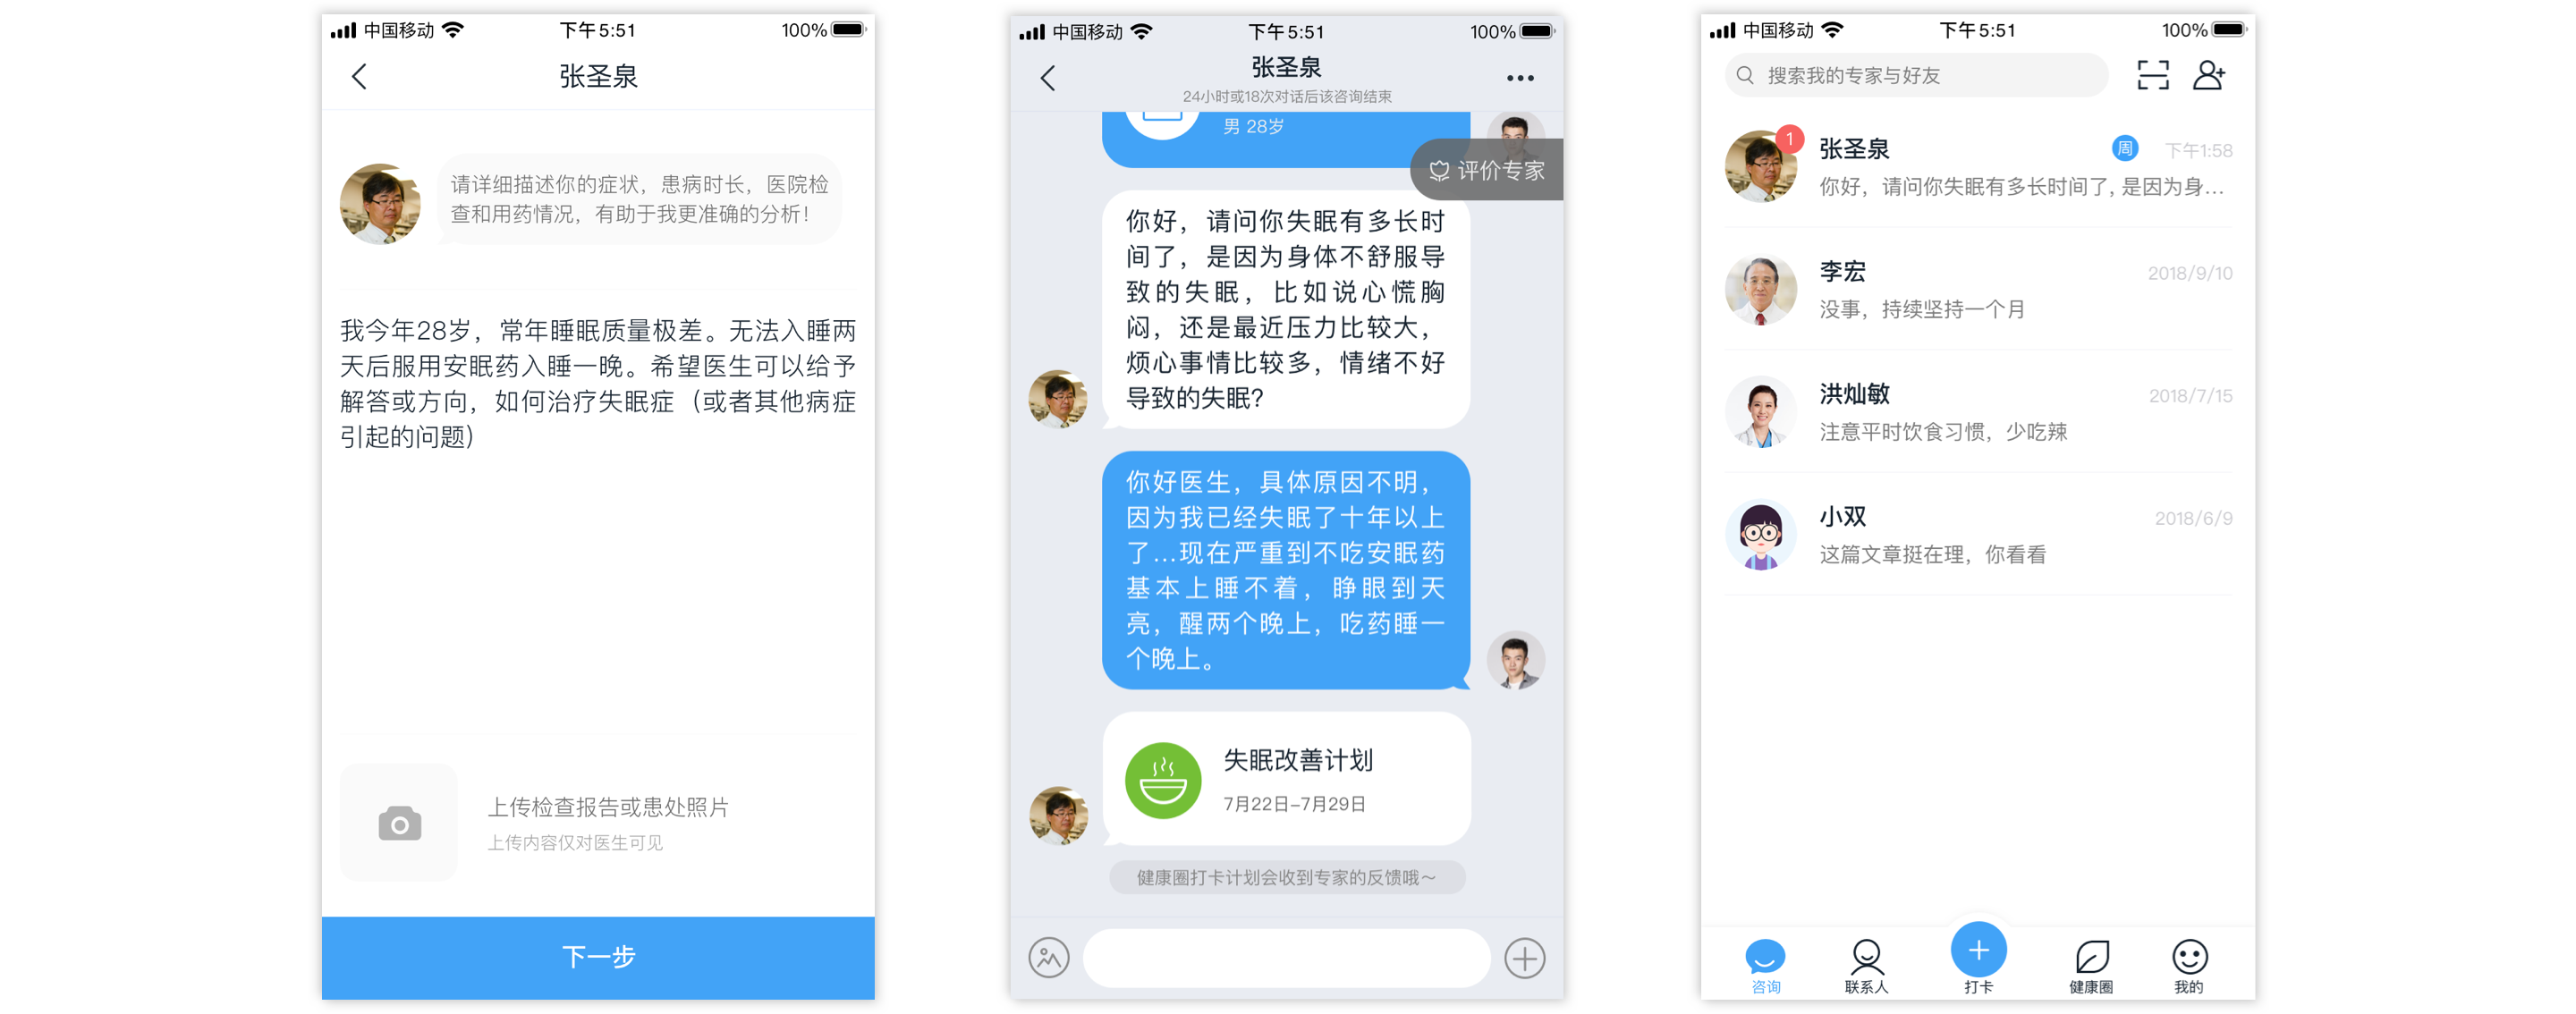 中国移动 下午5:51 100%
张圣泉
请详细描述你的症状，患病时长，医院检
查和用药情况，有助于我更准确的分析！
我今年28岁，常年睡眠质量极差。无法入睡两
天后服用安眠药入睡一晚。希望医生可以给予
解答或方向，如何治疗失眠症（或者其他病症
引起的问题）
上传检查报告或患处照片
上传内容仅对医生可见
下一步
中国移动 下午5:51 100%
张圣泉
24小时或18次对话后该咨询结束
男 28岁
评价专家
你好，请问你失眠有多长时
间了，是因为身体不舒服导
致的失眠，比如说心慌胸
闷，还是最近压力比较大，
烦心事情比较多，情绪不好
导致的失眠？
你好医生，具体原因不明，
因为我已经失眠了十年以上
了...现在严重到不吃安眠药
基本上睡不着，睁眼到天
亮，醒两个晚上，吃药睡一
个晚上。
失眠改善计划
7月22日-7月29日
健康圈打卡计划会收到专家的反馈哦～
中国移动 下午5:51 100%
搜索我的专家与好友
1
张圣泉 周 下午1:58
你好，请问你失眠有多长时间了, 是因为身...
李宏 2018/9/10
没事，持续坚持一个月
洪灿敏 2018/7/15
注意平时饮食习惯，少吃辣
小双 2018/6/9
这篇文章挺在理，你看看
咨询 联系人 打卡 健康圈 我的